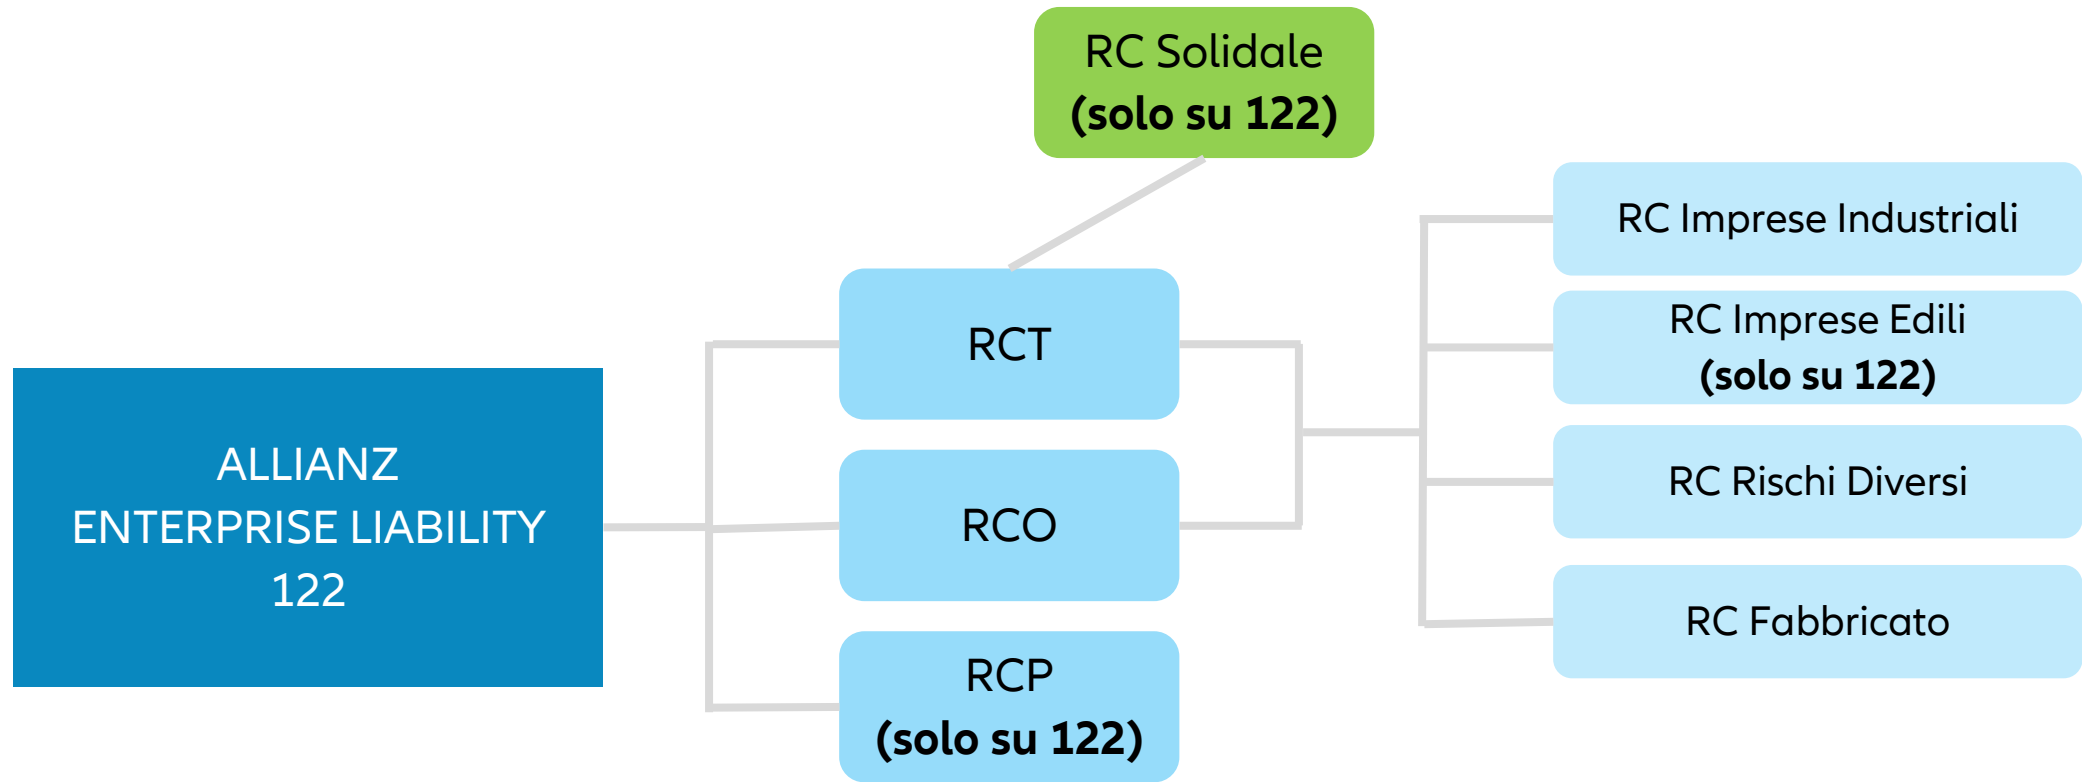 RC Solidale
(solo su 122)
RC Imprese Industriali
RC Imprese Edili
(solo su 122)
RCT
ALLIANZ
ENTERPRISE LIABILITY
122
RCO
RC Rischi Diversi
RC Fabbricato
RCP
(solo su 122)